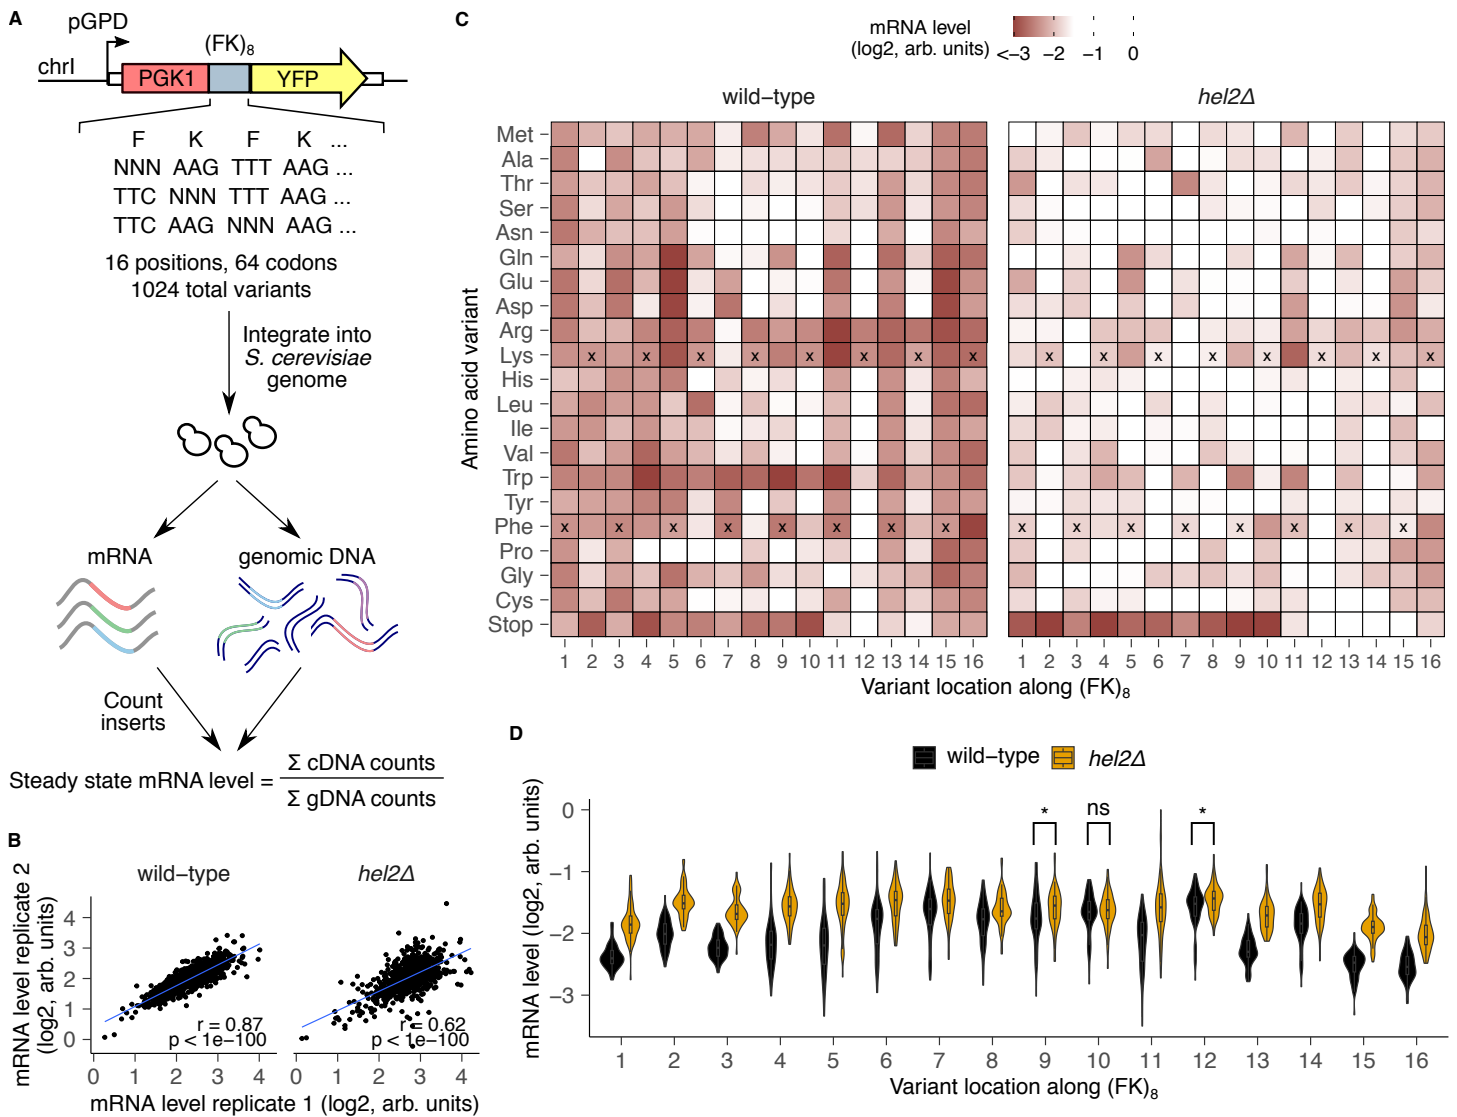 A
pGPD
(FK)8
chrI
PGK1
YFP
F K F K ...
NNN AAG TTT AAG ...
TTC NNN TTT AAG ...
TTC AAG NNN AAG ...
16 positions, 64 codons
1024 total variants
Integrate into
S. cerevisiae
genome
mRNA
genomic DNA
Count
inserts
Steady state mRNA level =
Σ cDNA counts
Σ gDNA counts
B
wild−type
hel2Δ
mRNA level replicate 2
(log2, arb. units)
4
3
2
1
0
r = 0.87
p < 1e−100
r = 0.62
p < 1e−100
0 1 2 3 4
0 1 2 3 4
mRNA level replicate 1 (log2, arb. units)
C
mRNA level
(log2, arb. units)
<−3 −2 −1 0
wild−type
hel2Δ
Amino acid variant
Met
Ala
Thr
Ser
Asn
Gln
Glu
Asp
Arg
Lys x x x x x x x x x x x x x x x x
His
Leu
Ile
Val
Trp
Tyr
Phe x x x x x x x x x x x x x x x x
Pro
Gly
Cys
Stop
1 2 3 4 5 6 7 8 9 10 11 12 13 14 15 16
1 2 3 4 5 6 7 8 9 10 11 12 13 14 15 16
Variant location along (FK)8
D
wild−type
hel2Δ
mRNA level (log2, arb. units)
0
−1
−2
−3
*
ns
*
1 2 3 4 5 6 7 8 9 10 11 12 13 14 15 16
Variant location along (FK)8